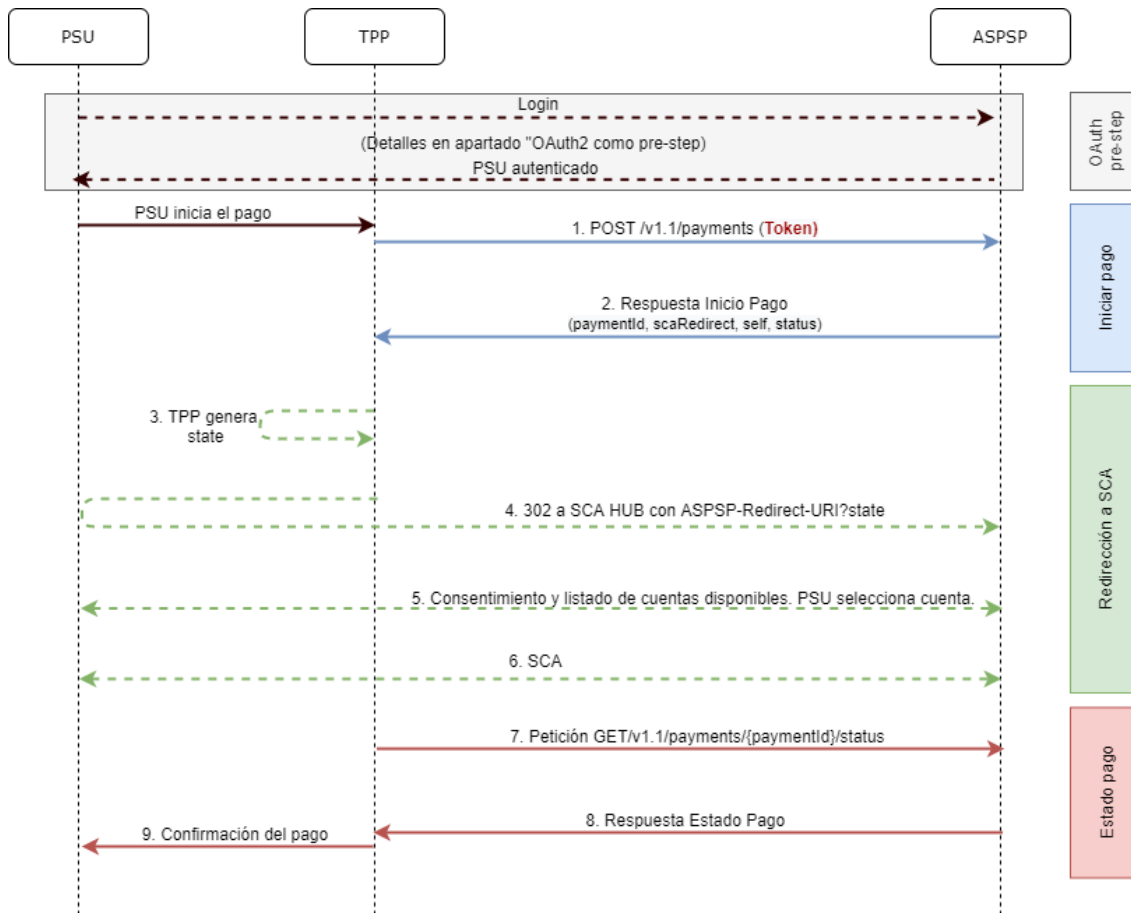 PSU
TPP
ASPSP
Login
(Detalles en apartado "OAuth2 como pre-step)
PSU autenticado
OAuth
pre-step
PSU inicia el pago
1. POST /v1.1/payments (Token)
2. Respuesta Inicio Pago
(paymentId, scaRedirect, self, status)
Iniciar pago
3. TPP genera
state
4. 302 a SCA HUB con ASPSP-Redirect-URI?state
5. Consentimiento y listado de cuentas disponibles. PSU selecciona cuenta.
6. SCA
Redirección a SCA
7. Petición GET/v1.1/payments/{paymentId}/status
8. Respuesta Estado Pago
9. Confirmación del pago
Estado pago